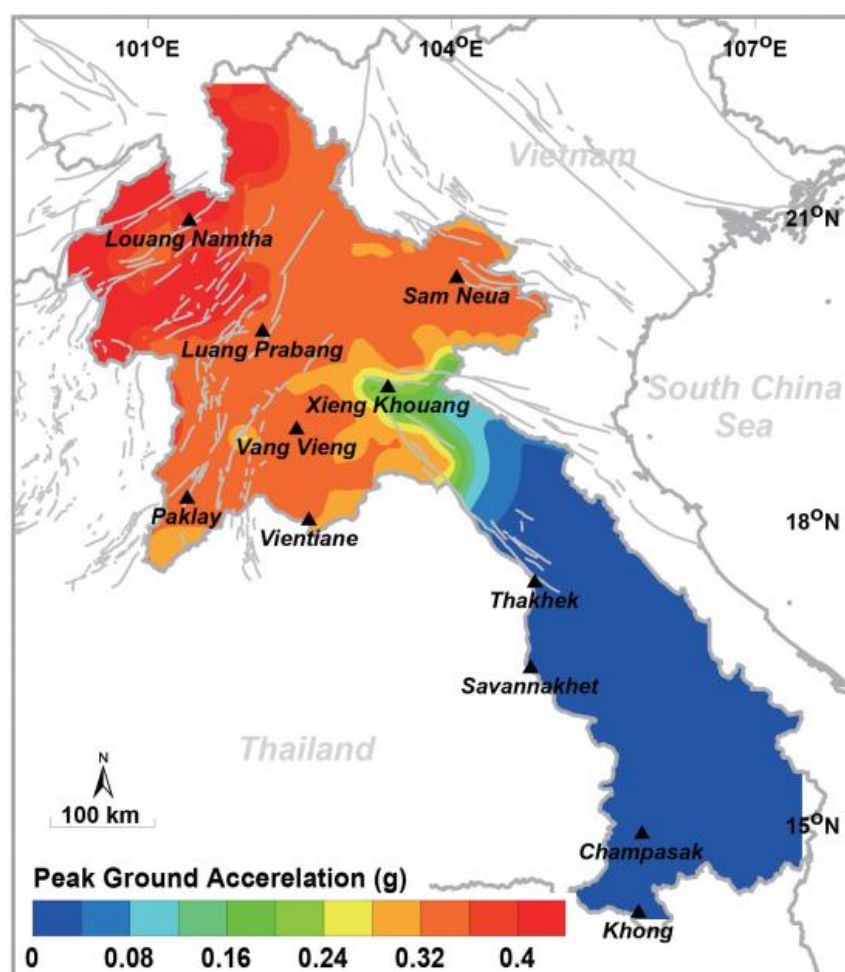 101°E 104°E 107°E
Vietnam
21°N
Louang Namtha
Sam Neua
Luang Prabang
South China
Sea
Xieng Khouang
Vang Vieng
Paklay
18°N
Vientiane
Thakhek
Savannakhet
Thailand
N
100 km
15°N
Champasak
Peak Ground Accerelation (g)
Khong
0 0.08 0.16 0.24 0.32 0.4